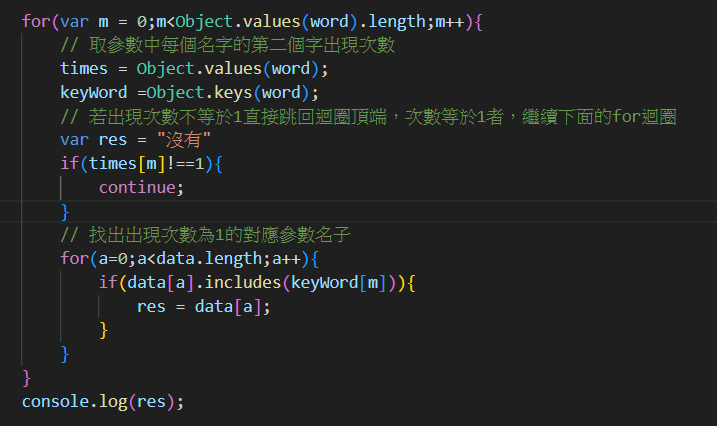 for(var m = 0;m<Object.values(word).length;m++){
// 取參數中每個名字的第二個字出現次數
times = Object.values(word);
keyWord =Object.keys(word);
// 若出現次數不等於1直接跳回迴圈頂端，次數等於1者，繼續下面的for迴圈
var res = "沒有"
if(times[m]!==1){
continue;
}
// 找出出現次數為1的對應參數名子
for(a=0;a<data.length;a++){
if(data[a].includes(keyWord[m])){
res = data[a];
}
}
}
console.log(res);